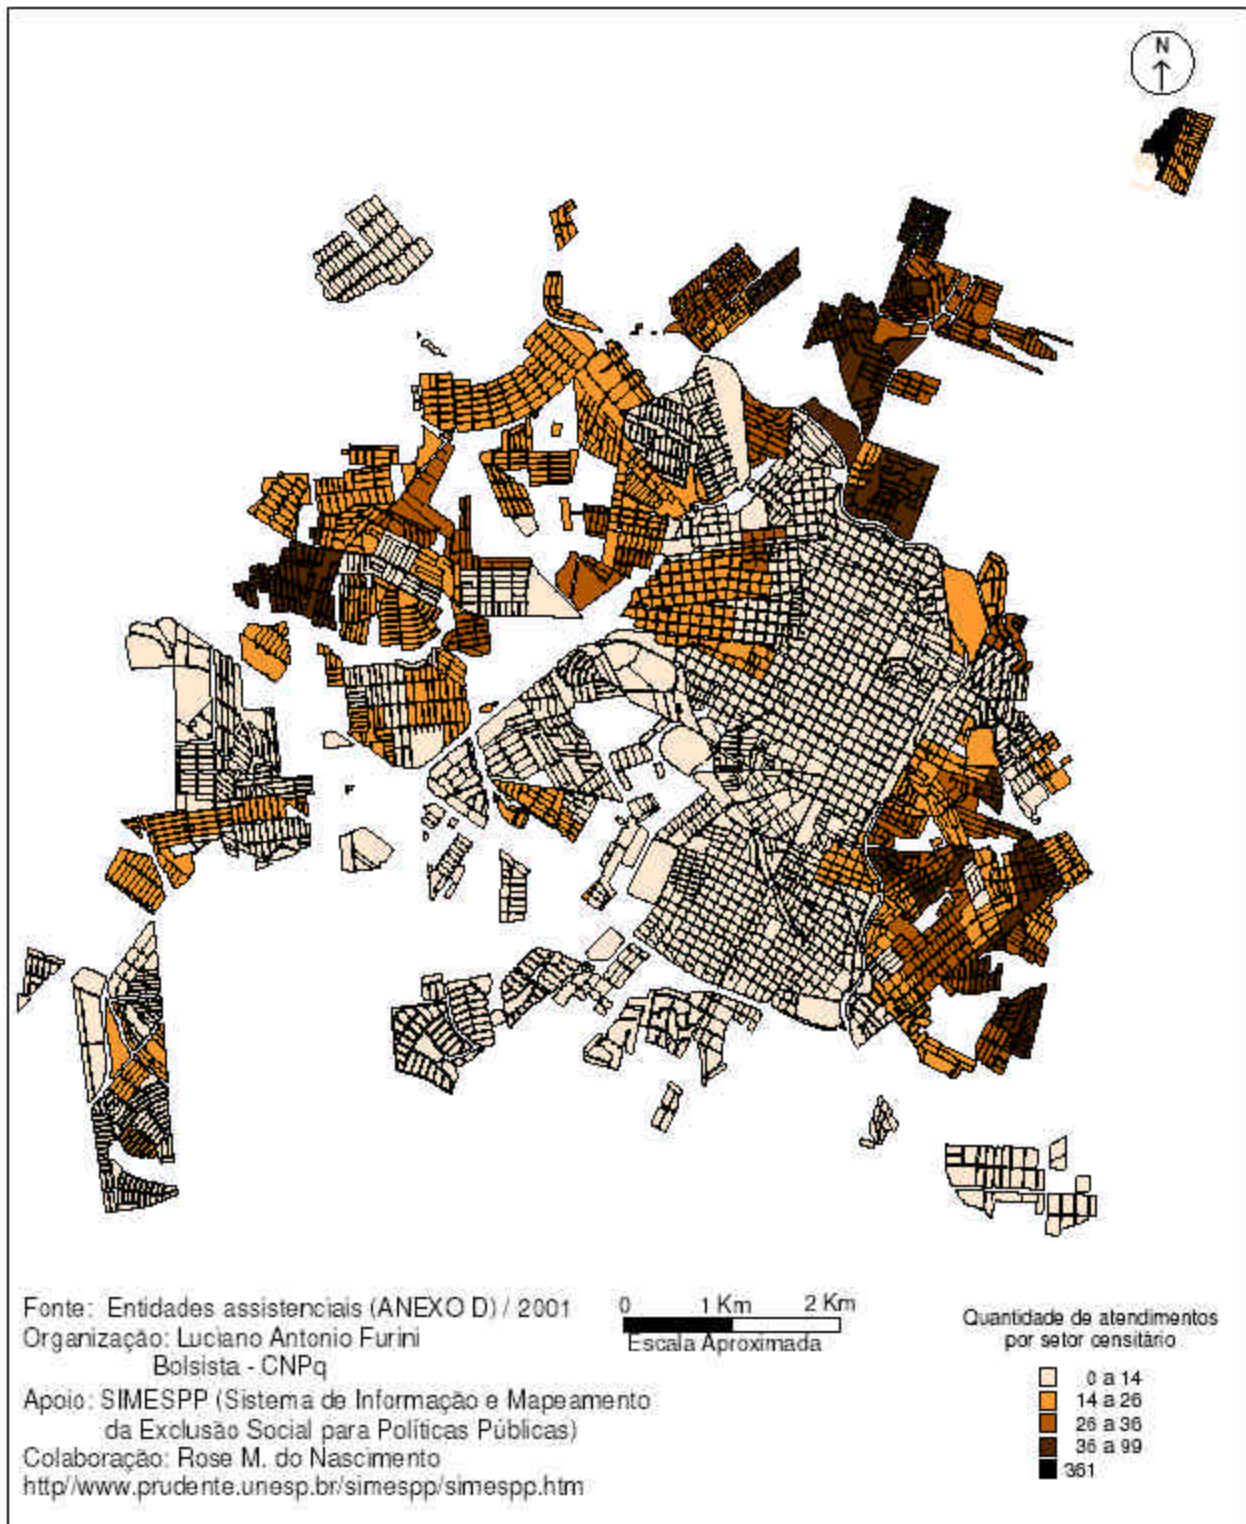 N
Fonte: Entidades assistenciais (ANEXO D) / 2001
Organização: Luciano Antonio Furini
Bolsista - CNPq
Apoio: SIMESPP (Sistema de Informação e Mapeamento
da Exclusão Social para Políticas Públicas)
Colaboração: Rose M. do Nascimento
http//www.prudente.unesp.br/simespp/simespp.htm
0 1 Km 2 Km
Escala Aproximada
Quantidade de atendimentos
por setor censitário
0 a 14
14 a 26
26 a 36
36 a 99
361